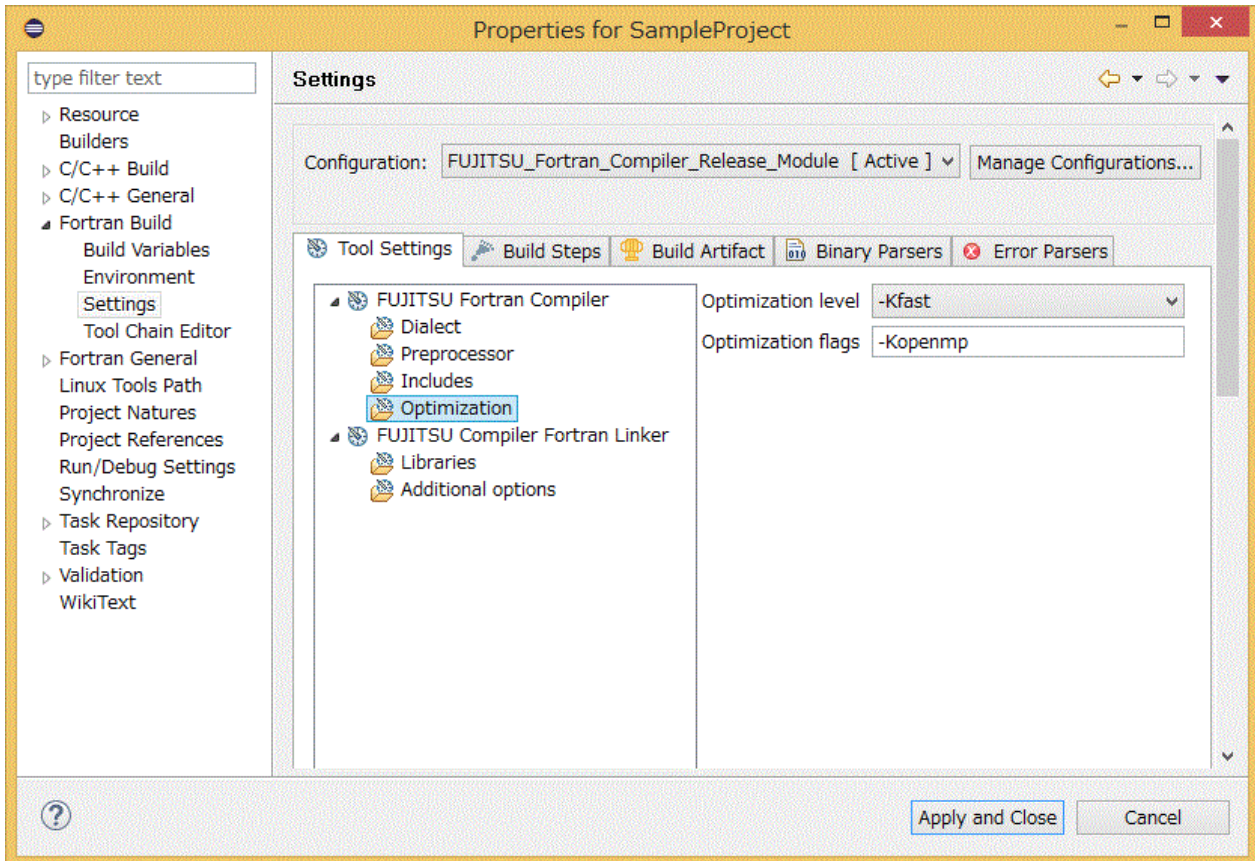 Properties for SampleProject
type filter text
Resource
Builders
C/C++ Build
C/C++ General
Fortran Build
Build Variables
Environment
Settings
Tool Chain Editor
Fortran General
Linux Tools Path
Project Natures
Project References
Run/Debug Settings
Synchronize
Task Repository
Task Tags
Validation
WikiText
Settings
Configuration: FUJITSU_Fortran_Compiler_Release_Module [ Active ] Manage Configurations...
Tool Settings Build Steps Build Artifact Binary Parsers Error Parsers
FUJITSU Fortran Compiler
Dialect
Preprocessor
Includes
Optimization
FUJITSU Compiler Fortran Linker
Libraries
Additional options
Optimization level -Kfast
Optimization flags -Kopenmp
Apply and Close Cancel